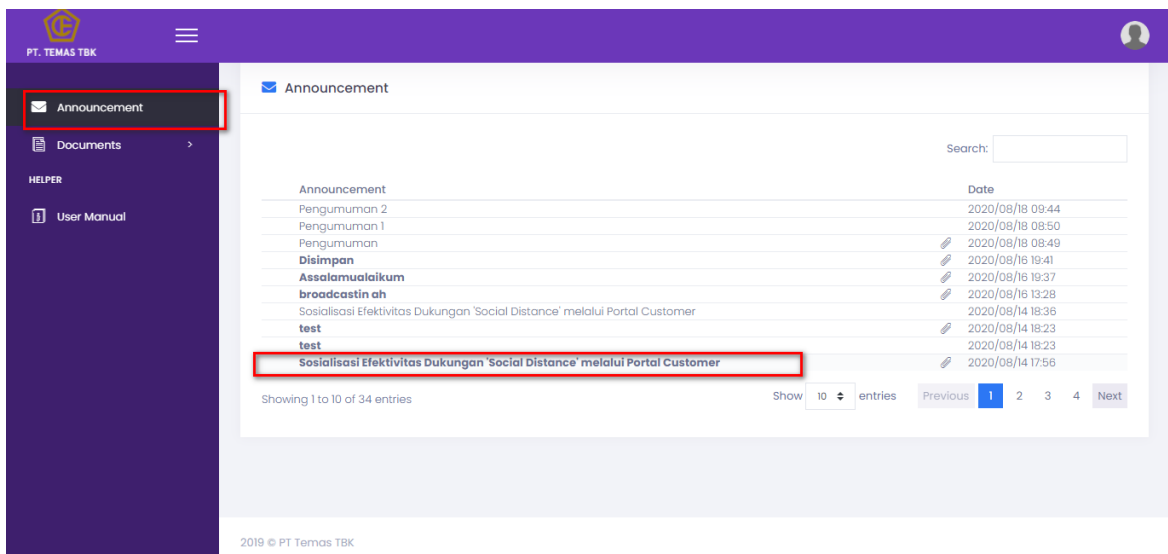 PT. TEMAS TBK
Announcement
Documents
HELPER
User Manual
Announcement
Search:
Announcement Date
Pengumuman 2 2020/08/18 09:44
Pengumuman 1 2020/08/18 08:50
Pengumuman 2020/08/18 08:49
Disimpan 2020/08/16 19:41
Assalamualaikum 2020/08/16 19:37
broadcastin ah 2020/08/16 13:28
Sosialisasi Efektivitas Dukungan 'Social Distance' melalui Portal Customer 2020/08/14 18:36
test 2020/08/14 18:23
test 2020/08/14 18:23
Sosialisasi Efektivitas Dukungan 'Social Distance' melalui Portal Customer 2020/08/14 17:56
Showing 1 to 10 of 34 entries Show 10 entries Previous 1 2 3 4 Next
2019 © PT Temas TBK